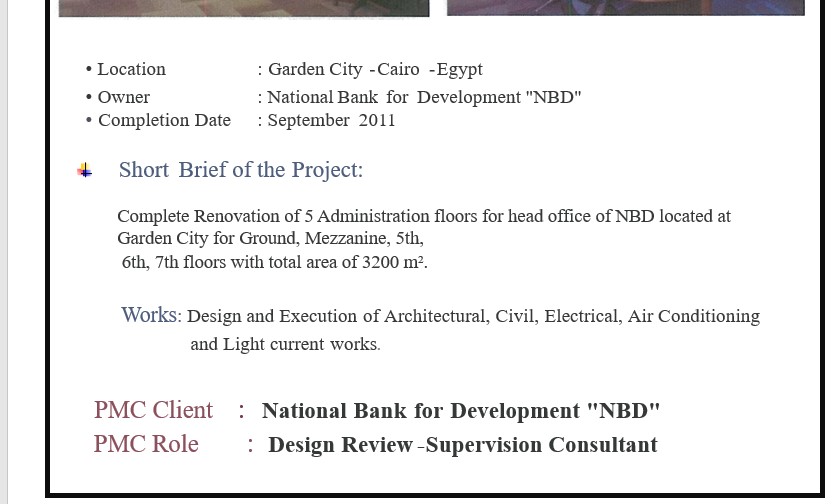 • Location : Garden City -Cairo -Egypt
• Owner : National Bank for Development "NBD"
• Completion Date : September 2011
Short Brief of the Project:
Complete Renovation of 5 Administration floors for head office of NBD located at
Garden City for Ground, Mezzanine, 5th,
6th, 7th floors with total area of 3200 m².
Works: Design and Execution of Architectural, Civil, Electrical, Air Conditioning
and Light current works.
PMC Client : National Bank for Development "NBD"
PMC Role : Design Review -Supervision Consultant